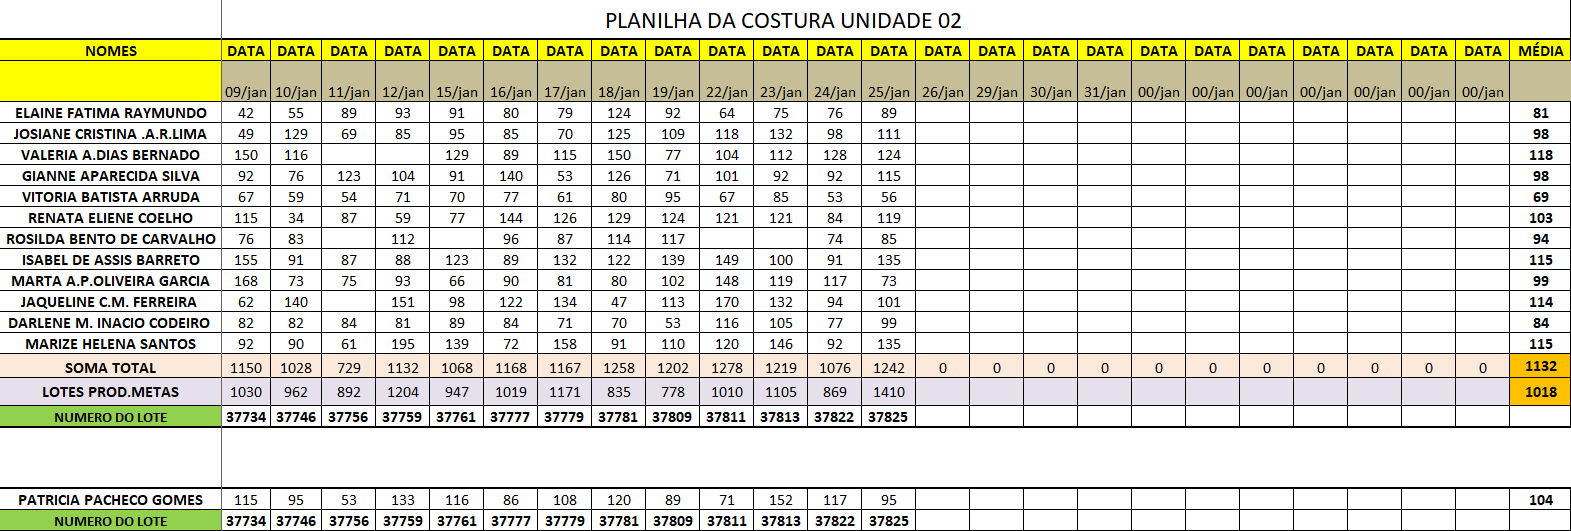 PLANILHA DA COSTURA UNIDADE 02
NOMES DATA DATA DATA DATA DATA DATA DATA DATA DATA DATA DATA DATA DATA DATA DATA DATA DATA DATA DATA DATA DATA DATA DATA DATA MÉDIA
09/jan 10/jan 11/jan 12/jan 15/jan 16/jan 17/jan 18/jan 19/jan 22/jan 23/jan 24/jan 25/jan 26/jan 29/jan 30/jan 31/jan 00/jan 00/jan 00/jan 00/jan 00/jan 00/jan 00/jan
ELAINE FATIMA RAYMUNDO 42 55 89 93 91 80 79 124 92 64 75 76 89 81
JOSIANE CRISTINA .A.R.LIMA 49 129 69 85 95 85 70 125 109 118 132 98 111 98
VALERIA A.DIAS BERNADO 150 116 129 89 115 150 77 104 112 128 124 118
GIANNE APARECIDA SILVA 92 76 123 104 91 140 53 126 71 101 92 92 115 98
VITORIA BATISTA ARRUDA 67 59 54 71 70 77 61 80 95 67 85 53 56 69
RENATA ELIENE COELHO 115 34 87 59 77 144 126 129 124 121 121 84 119 103
ROSILDA BENTO DE CARVALHO 76 83 112 96 87 114 117 74 85 94
ISABEL DE ASSIS BARRETO 155 91 87 88 123 89 132 122 139 149 100 91 135 115
MARTA A.P.OLIVEIRA GARCIA 168 73 75 93 66 90 81 80 102 148 119 117 73 99
JAQUELINE C.M. FERREIRA 62 140 151 98 122 134 47 113 170 132 94 101 114
DARLENE M. INACIO CODEIRO 82 82 84 81 89 84 71 70 53 116 105 77 99 84
MARIZE HELENA SANTOS 92 90 61 195 139 72 158 91 110 120 146 92 135 115
SOMA TOTAL 1150 1028 729 1132 1068 1168 1167 1258 1202 1278 1219 1076 1242 0 0 0 0 0 0 0 0 0 0 0 1132
LOTES PROD.METAS 1030 962 892 1204 947 1019 1171 835 778 1010 1105 869 1410 1018
NUMERO DO LOTE 37734 37746 37756 37759 37761 37777 37779 37781 37809 37811 37813 37822 37825
PATRICIA PACHECO GOMES 115 95 53 133 116 86 108 120 89 71 152 117 95 104
NUMERO DO LOTE 37734 37746 37756 37759 37761 37777 37779 37781 37809 37811 37813 37822 37825